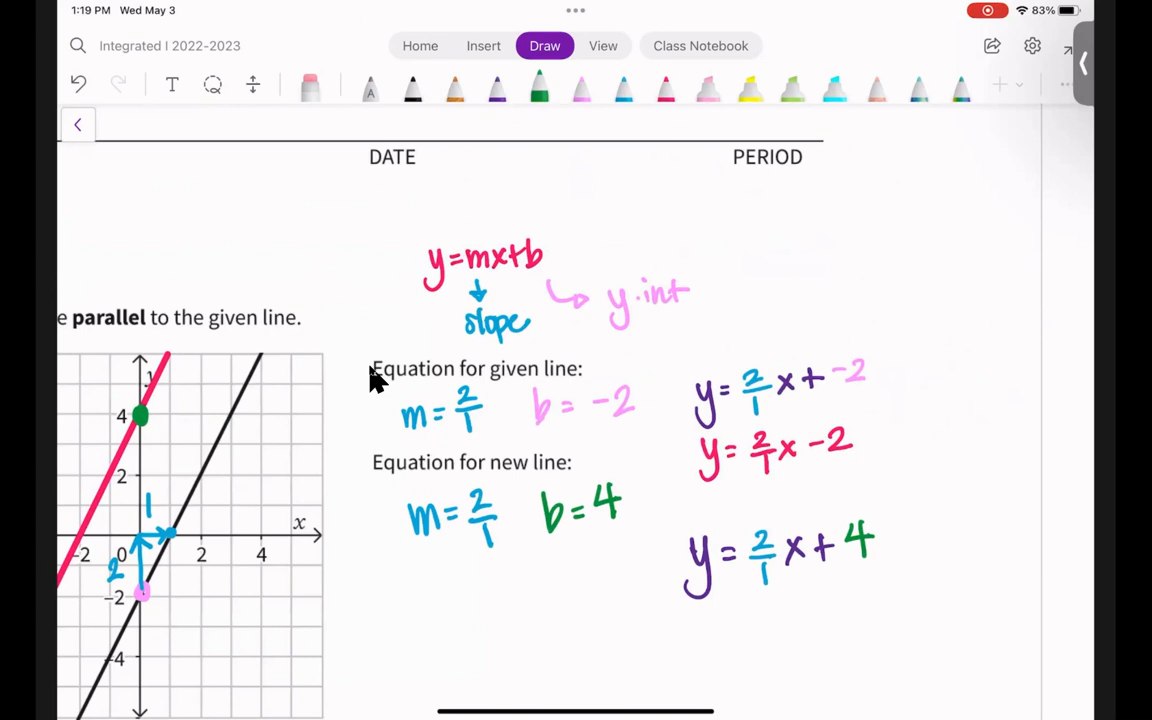 1:19 PM Wed May 3
83%
Integrated I 2022-2023
Home Insert Draw View Class Notebook
T
A
DATE PERIOD
y=mx+b
slope
y.int
e parallel to the given line.
Equation for given line:
m = 2/1 b = -2 y = 2/1 x + -2
y = 2/1 x - 2
Equation for new line:
m = 2/1 b = 4
y = 2/1 x + 4
y
4
2
1
x
-2 0 2 4
2
-2
-4